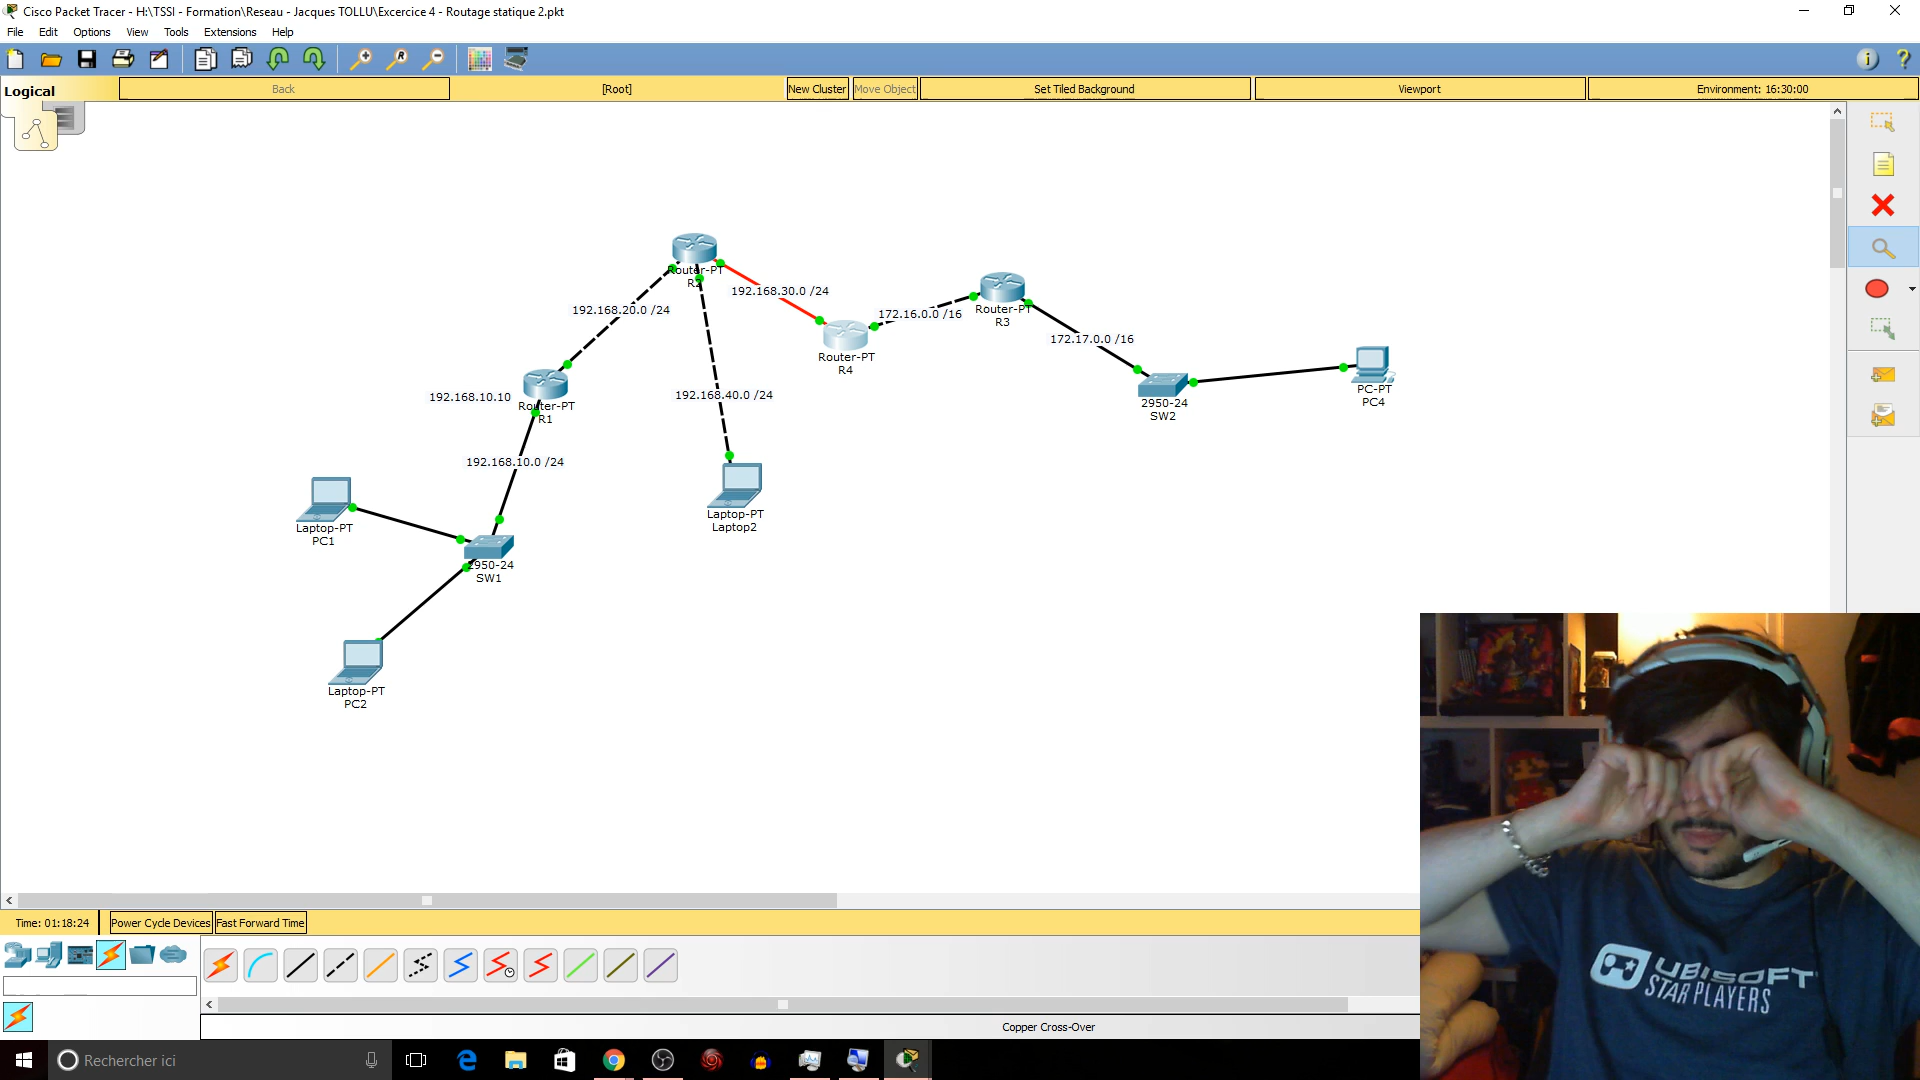 Cisco Packet Tracer - H:\TSSI - Formation\Reseau - Jacques TOLLU\Excercice 4 - Routage statique 2.pkt
File Edit Options View Tools Extensions Help
Logical
Back
[Root]
New Cluster
Move Object
Set Tiled Background
Viewport
Environment: 16:30:00
Router-PT
R2
192.168.30.0 /24
192.168.20.0 /24
Router-PT
R3
172.16.0.0 /16
172.17.0.0 /16
Router-PT
R4
192.168.10.10
Router-PT
R1
192.168.40.0 /24
2950-24
SW2
PC-PT
PC4
192.168.10.0 /24
Laptop-PT
PC1
Laptop-PT
Laptop2
2950-24
SW1
Laptop-PT
PC2
Time: 01:18:24
Power Cycle Devices
Fast Forward Time
Copper Cross-Over
UBISOFT
STAR PLAYERS
Rechercher ici